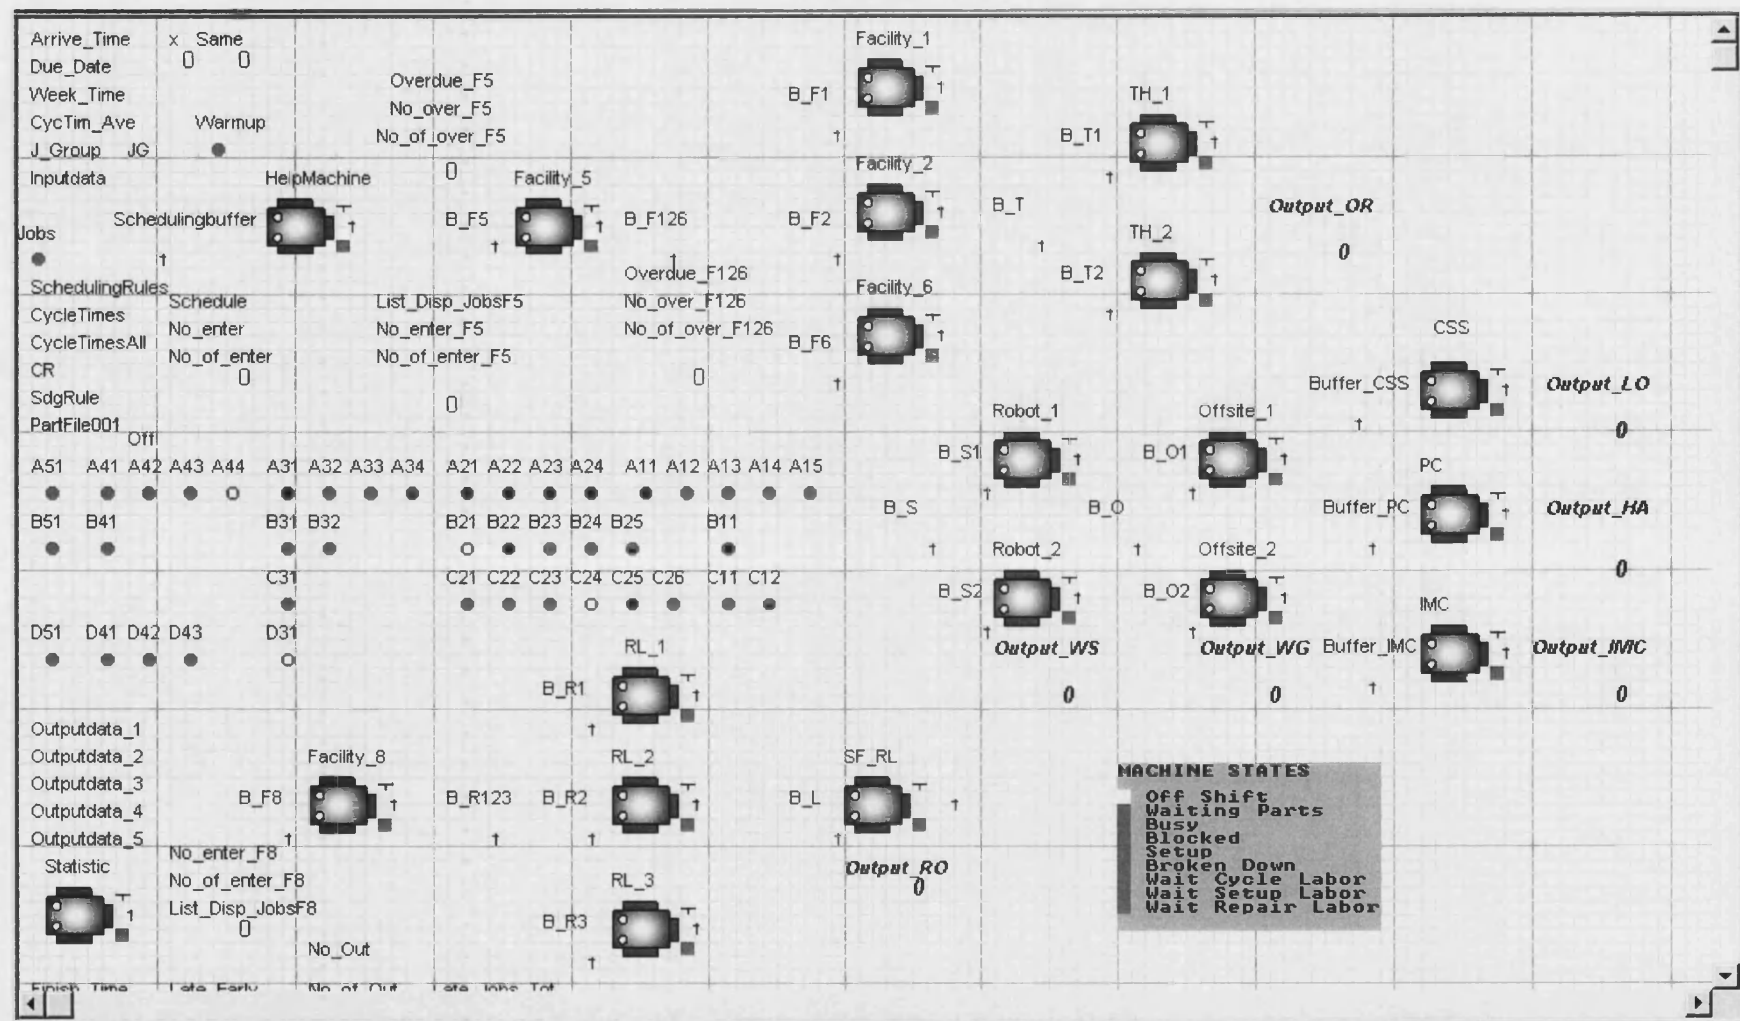 Arrive_Time x Same Facility_1
0 0
Due_Date
Overdue_F5
Week_Time B_F1 TH_1
No_over_F5
CycTim_Ave Warmup
No_of_over_F5 B_T1
J_Group JG
0
Facility_2
Inputdata HelpMachine Facility_5
B_T Output_OR
Schedulingbuffer B_F5 B_F126 B_F2
Jobs TH_2
0
Overdue_F126 B_T2
SchedulingRules Facility_6
Schedule List_Disp_JobsF5 No_over_F126
CycleTimes
No_enter No_enter_F5 No_of_over_F126 CSS
CycleTimesAll B_F6
No_of_enter No_of_enter_F5
CR
0 0
Buffer_CSS Output_LO
SdgRule
0
Robot_1 Offsite_1
PartFile001
0
Off
B_S1 B_O1
A51 A41 A42 A43 A44 A31 A32 A33 A34 A21 A22 A23 A24 A11 A12 A13 A14 A15 PC
B_S B_O Buffer_PC Output_HA
B51 B41 B31 B32 B21 B22 B23 B24 B25 B11
Robot_2 Offsite_2
0
C31 C21 C22 C23 C24 C25 C26 C11 C12
B_S2 B_O2
IMC
D51 D41 D42 D43 D31
RL_1 Output_WS Output_WG Buffer_IMC Output_IMC
B_R1 0 0 0
Outputdata_1
Outputdata_2 Facility_8 RL_2 SF_RL
MACHINE STATES
Outputdata_3
B_F8 B_R123 B_R2 B_L
Off Shift
Outputdata_4
Waiting Parts
Busy
Outputdata_5
Blocked
No_enter_F8
Setup
Statistic Output_RO
Broken Down
No_of_enter_F8 RL_3 0
Wait Cycle Labor
Wait Setup Labor
List_Disp_JobsF8
Wait Repair Labor
0 B_R3
No_Out
Finish_Time Late_Early No_of_Out Late_Jobs_Tot